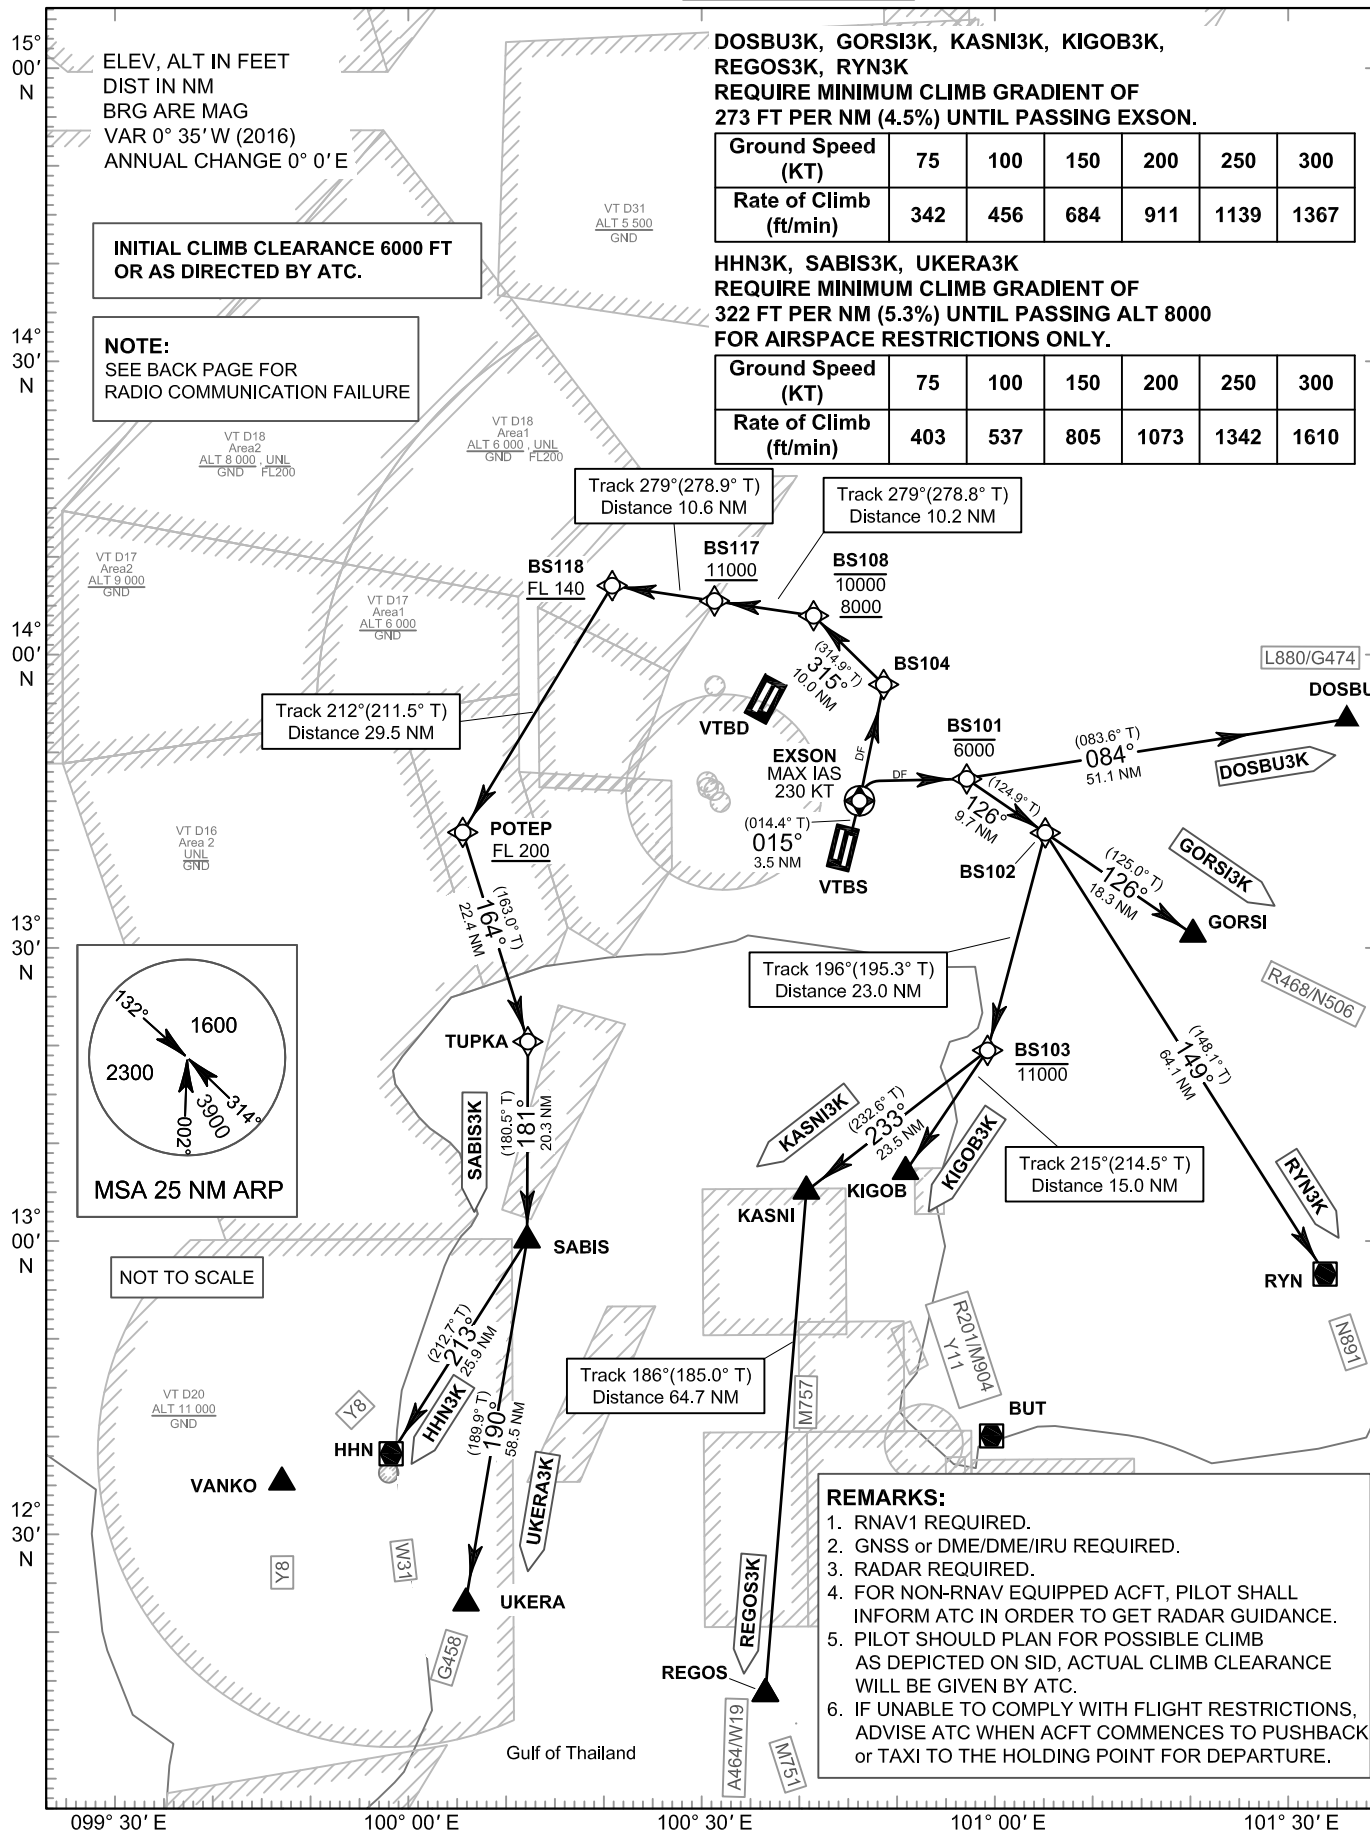 15°
00′
N
ELEV, ALT IN FEET
DIST IN NM
BRG ARE MAG
VAR 0° 35′ W (2016)
ANNUAL CHANGE 0° 0′ E
INITIAL CLIMB CLEARANCE 6000 FT
OR AS DIRECTED BY ATC.
NOTE:
SEE BACK PAGE FOR
RADIO COMMUNICATION FAILURE
DOSBU3K, GORSI3K, KASNI3K, KIGOB3K,
REGOS3K, RYN3K
REQUIRE MINIMUM CLIMB GRADIENT OF
273 FT PER NM (4.5%) UNTIL PASSING EXSON.
Ground Speed (KT) 75 100 150 200 250 300
Rate of Climb (ft/min) 342 456 684 911 1139 1367
HHN3K, SABIS3K, UKERA3K
REQUIRE MINIMUM CLIMB GRADIENT OF
322 FT PER NM (5.3%) UNTIL PASSING ALT 8000
FOR AIRSPACE RESTRICTIONS ONLY.
Ground Speed (KT) 75 100 150 200 250 300
Rate of Climb (ft/min) 403 537 805 1073 1342 1610
VT D31
ALT 5 500
GND
14°
30′
N
VT D18
Area2
ALT 8 000 , UNL
GND FL200
VT D18
Area1
ALT 6 000 , UNL
GND FL200
Track 279°(278.9° T)
Distance 10.6 NM
Track 279°(278.8° T)
Distance 10.2 NM
VT D17
Area2
ALT 9 000
GND
VT D17
Area1
ALT 6 000
GND
BS118
FL 140
BS117
11000
BS108
10000
8000
14°
00′
N
(314.9° T)
315°
10.0 NM
BS104
L880/G474
DOSBU
Track 212°(211.5° T)
Distance 29.5 NM
VTBD
EXSON
MAX IAS
230 KT
DF
DF
BS101
6000
(083.6° T)
084°
51.1 NM
DOSBU3K
(124.9° T)
126°
9.7 NM
VT D16
Area 2
UNL
GND
POTEP
FL 200
(014.4° T)
015°
3.5 NM
VTBS
BS102
(125.0° T)
126°
18.3 NM
GORSI3K
GORSI
13°
30′
N
(163.0° T)
164°
22.4 NM
Track 196°(195.3° T)
Distance 23.0 NM
R468/N506
132°
1600
2300
3900
314°
002°
MSA 25 NM ARP
TUPKA
BS103
11000
(148.1° T)
149°
64.1 NM
SABIS3K
(180.5° T)
181°
20.3 NM
KASNI3K
(232.6° T)
233°
23.5 NM
KIGOB3K
Track 215°(214.5° T)
Distance 15.0 NM
RYN3K
KIGOB
KASNI
13°
00′
N
SABIS
NOT TO SCALE
RYN
(212.7° T)
213°
25.9 NM
HHN3K
(189.9° T)
190°
58.5 NM
UKERA3K
Track 186°(185.0° T)
Distance 64.7 NM
M757
R201/M904
Y11
N891
VT D20
ALT 11 000
GND
Y8
HHN
BUT
VANKO
12°
30′
N
Y8
W31
UKERA
G458
REGOS3K
REGOS
A464/W19
M751
Gulf of Thailand
REMARKS:
1. RNAV1 REQUIRED.
2. GNSS or DME/DME/IRU REQUIRED.
3. RADAR REQUIRED.
4. FOR NON-RNAV EQUIPPED ACFT, PILOT SHALL
INFORM ATC IN ORDER TO GET RADAR GUIDANCE.
5. PILOT SHOULD PLAN FOR POSSIBLE CLIMB
AS DEPICTED ON SID, ACTUAL CLIMB CLEARANCE
WILL BE GIVEN BY ATC.
6. IF UNABLE TO COMPLY WITH FLIGHT RESTRICTIONS,
ADVISE ATC WHEN ACFT COMMENCES TO PUSHBACK
or TAXI TO THE HOLDING POINT FOR DEPARTURE.
099°30′ E 100°00′ E 100°30′ E 101°00′ E 101°30′ E